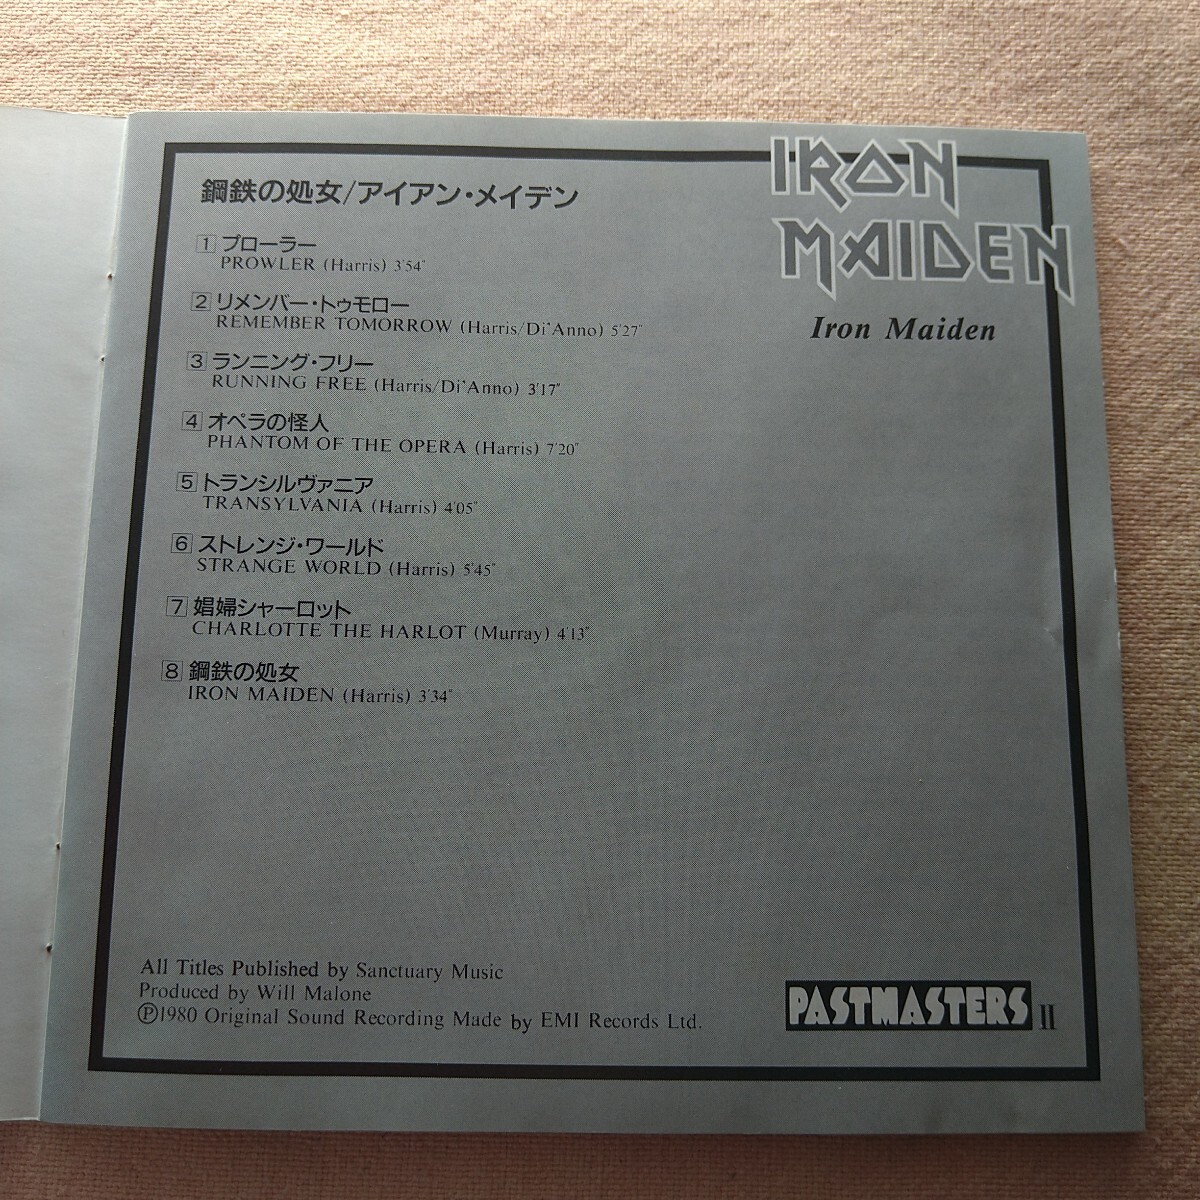 鋼鉄の処女/アイアン・メイデン
IRON
MAIDEN
Iron Maiden
1 プローラー
PROWLER (Harris) 3'54"
2 リメンバー・トゥモロー
REMEMBER TOMORROW (Harris/Di'Anno) 5'27"
3 ランニング・フリー
RUNNING FREE (Harris/Di'Anno) 3'17"
4 オペラの怪人
PHANTOM OF THE OPERA (Harris) 7'20"
5 トランシルヴァニア
TRANSYLVANIA (Harris) 4'05"
6 ストレンジ・ワールド
STRANGE WORLD (Harris) 5'45"
7 娼婦シャーロット
CHARLOTTE THE HARLOT (Murray) 4'13"
8 鋼鉄の処女
IRON MAIDEN (Harris) 3'34"
All Titles Published by Sanctuary Music
Produced by Will Malone
℗1980 Original Sound Recording Made by EMI Records Ltd.
PASTMASTERS II